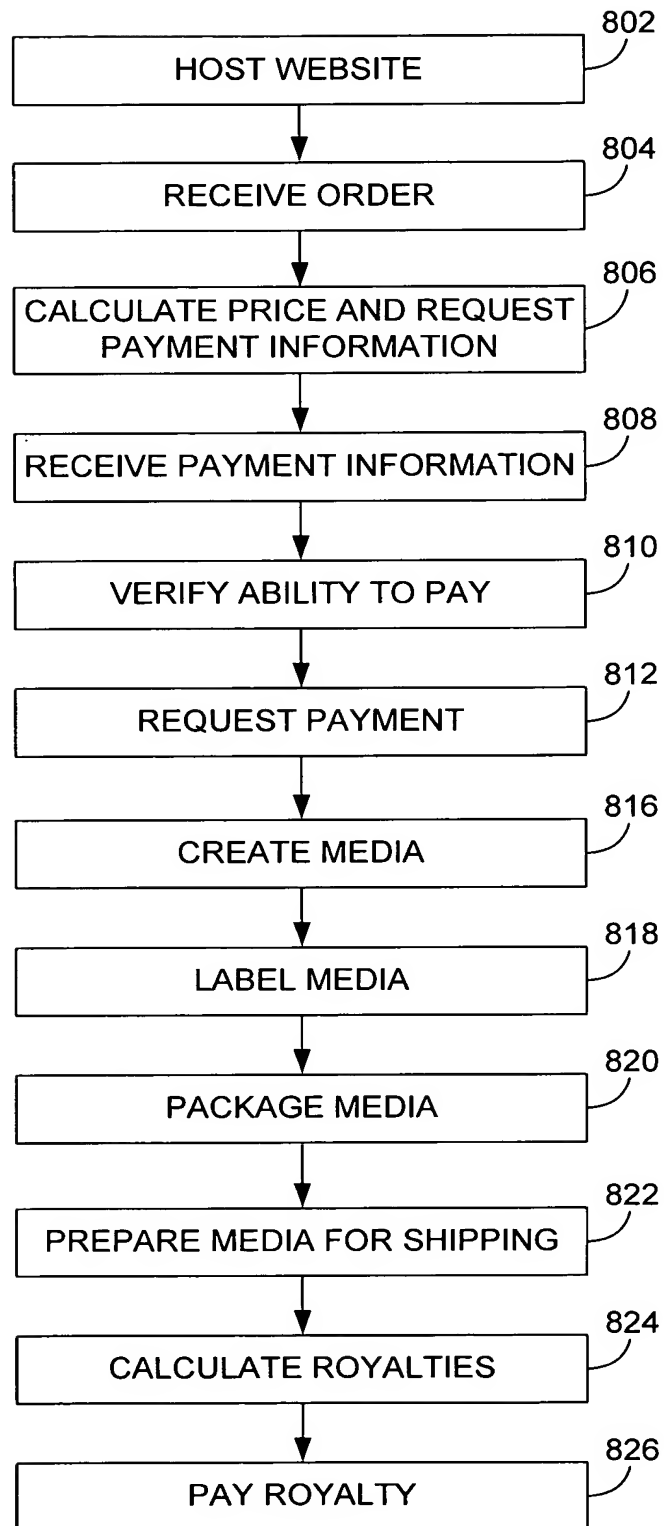 802
HOST WEBSITE
804
RECEIVE ORDER
806
CALCULATE PRICE AND REQUEST
PAYMENT INFORMATION
808
RECEIVE PAYMENT INFORMATION
810
VERIFY ABILITY TO PAY
812
REQUEST PAYMENT
816
CREATE MEDIA
818
LABEL MEDIA
820
PACKAGE MEDIA
822
PREPARE MEDIA FOR SHIPPING
824
CALCULATE ROYALTIES
826
PAY ROYALTY